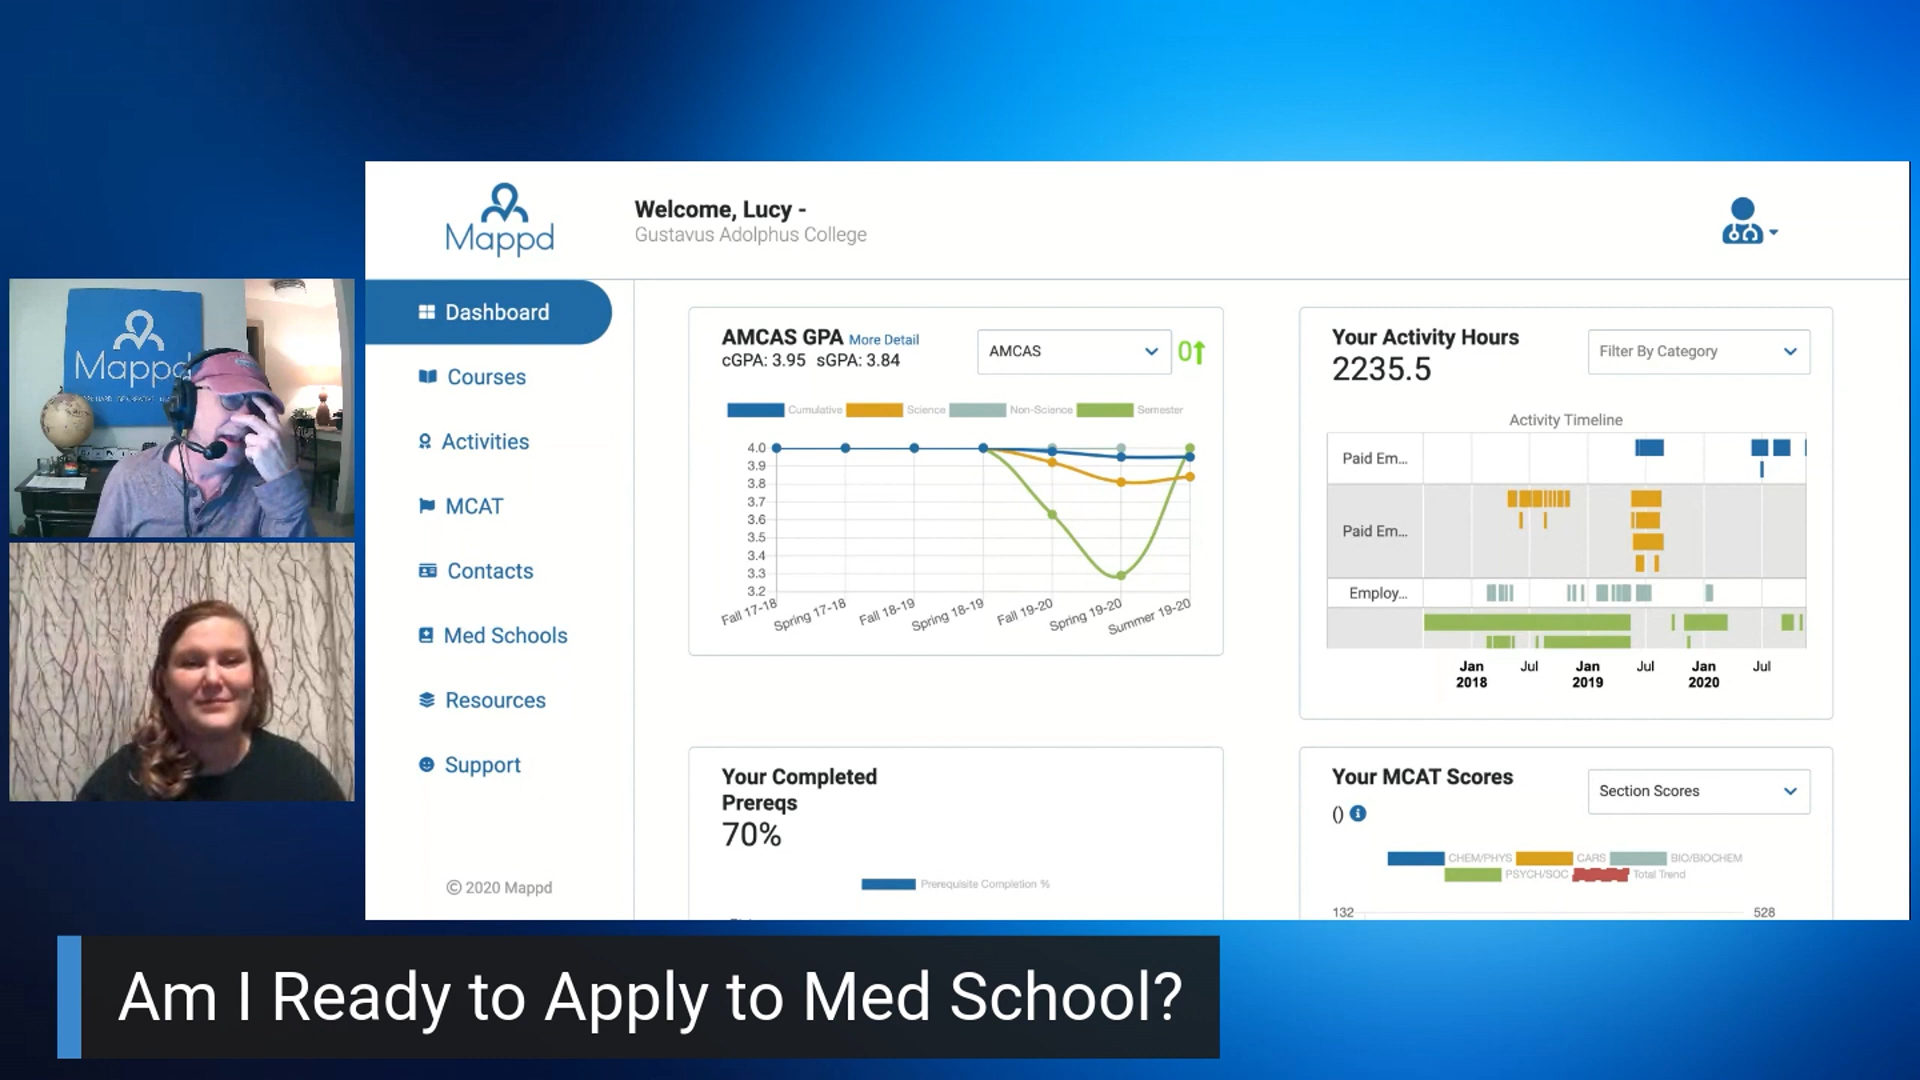 Mappd
Welcome, Lucy -
Gustavus Adolphus College
Mappd
Dashboard
Courses
Activities
MCAT
Contacts
Med Schools
Resources
Support
© 2020 Mappd
AMCAS GPA More Detail
cGPA: 3.95 sGPA: 3.84
AMCAS
0
Cumulative Science Non-Science Semester
4.0
3.9
3.8
3.7
3.6
3.5
3.4
3.3
3.2
Fall 17-18 Spring 17-18 Fall 18-19 Spring 18-19 Fall 19-20 Spring 19-20 Summer 19-20
Your Activity Hours
2235.5
Filter By Category
Activity Timeline
Paid Em...
Paid Em...
Employ...
Jan Jul Jan Jul Jan Jul
2018 2019 2020
Your Completed
Prereqs
70%
Prerequisite Completion %
Your MCAT Scores
()
Section Scores
CHEM/PHYS CARS BIO/BIOCHEM
PSYCH/SOC Total Trend
132 528
Am I Ready to Apply to Med School?